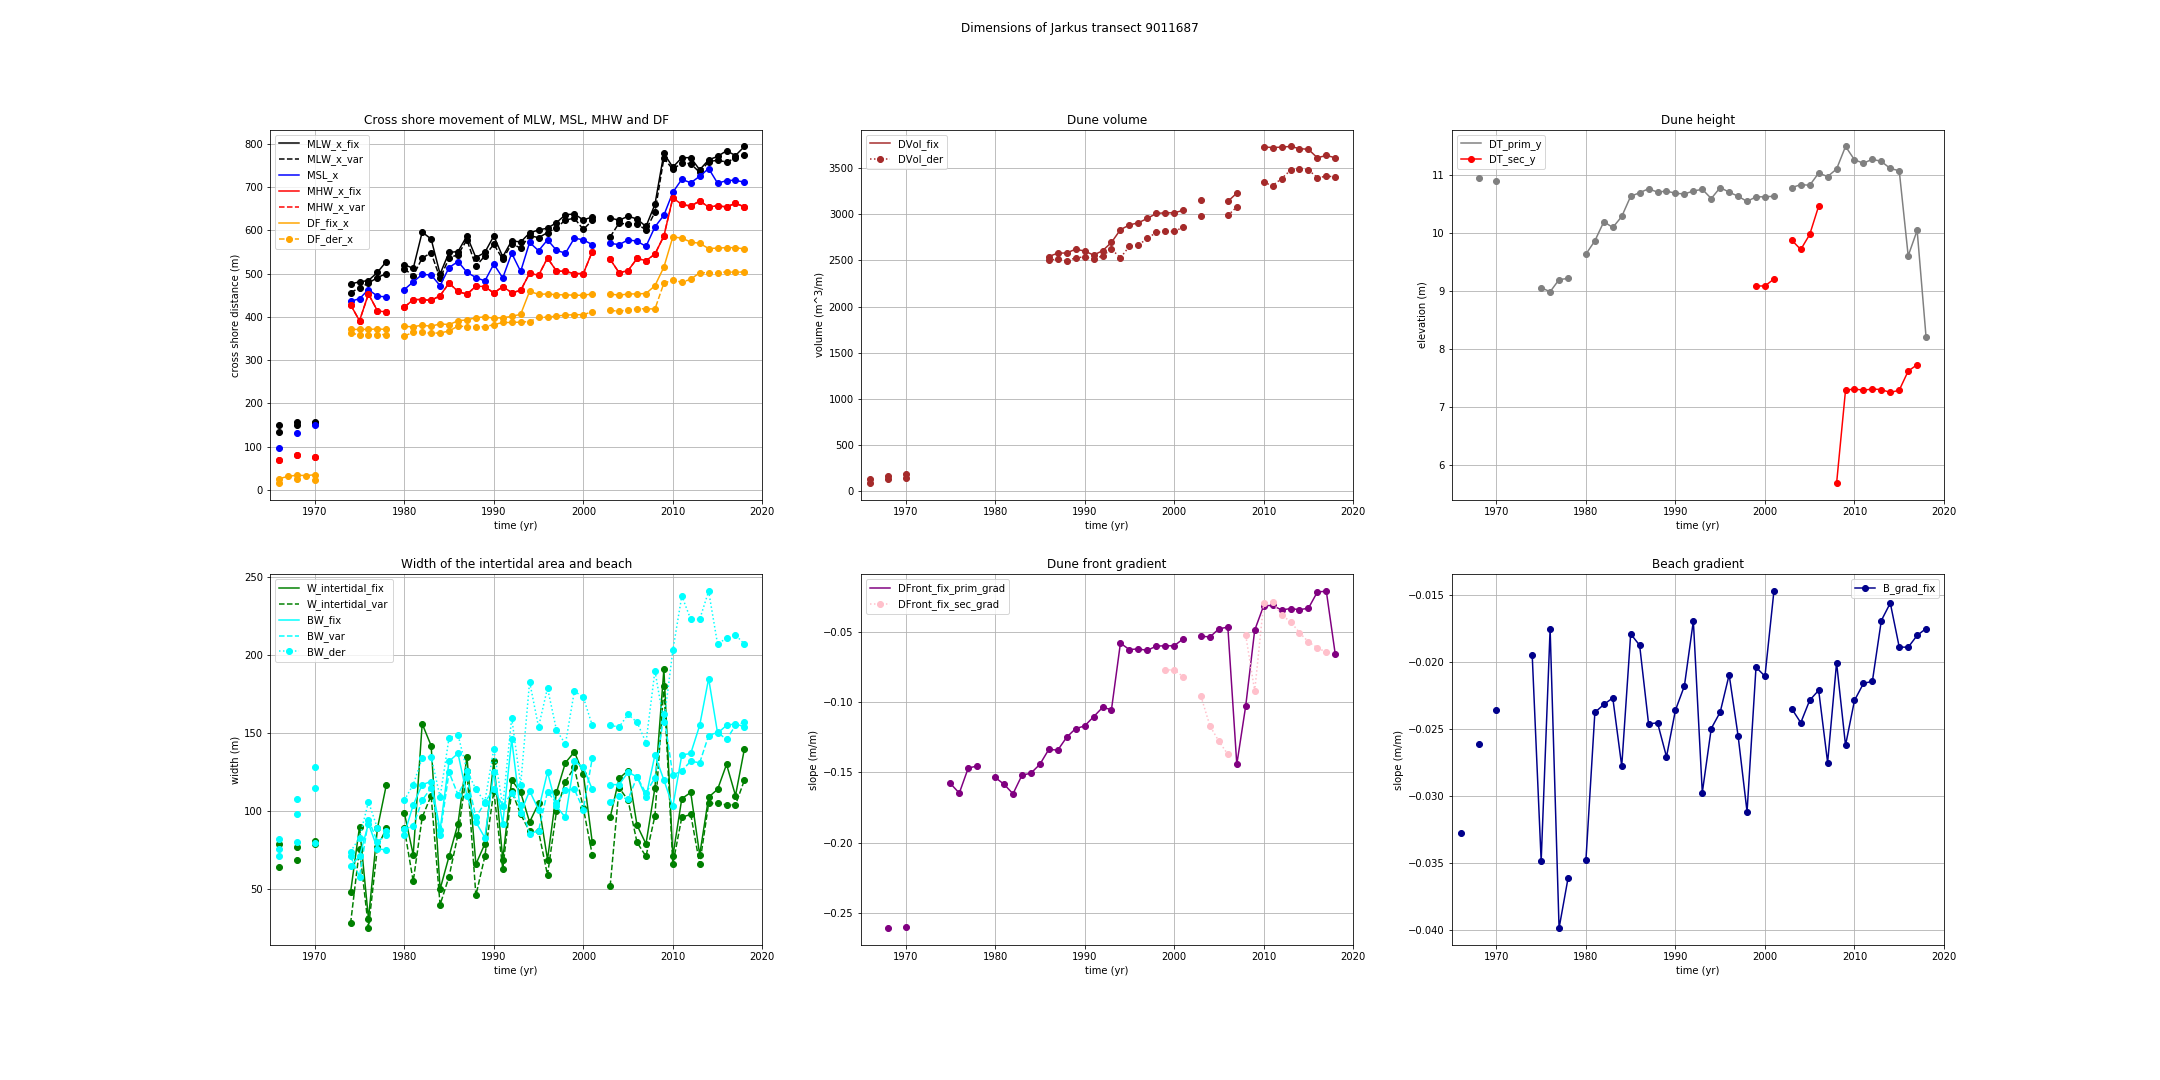 Dimensions of Jarkus transect 9011687
Cross shore movement of MLW, MSL, MHW and DF
cross shore distance (m)
800
700
600
500
400
300
200
100
0
MLW_x_fix
MLW_x_var
MSL_x
MHW_x_fix
MHW_x_var
DF_fix_x
DF_der_x
1970 1980 1990 2000 2010 2020
time (yr)
Dune volume
volume (m^3/m)
3500
3000
2500
2000
1500
1000
500
0
DVol_fix
DVol_der
1970 1980 1990 2000 2010 2020
time (yr)
Dune height
elevation (m)
11
10
9
8
7
6
DT_prim_y
DT_sec_y
1970 1980 1990 2000 2010 2020
time (yr)
Width of the intertidal area and beach
width (m)
250
200
150
100
50
W_intertidal_fix
W_intertidal_var
BW_fix
BW_var
BW_der
1970 1980 1990 2000 2010 2020
time (yr)
Dune front gradient
slope (m/m)
−0.05
−0.10
−0.15
−0.20
−0.25
DFront_fix_prim_grad
DFront_fix_sec_grad
1970 1980 1990 2000 2010 2020
time (yr)
Beach gradient
slope (m/m)
−0.015
−0.020
−0.025
−0.030
−0.035
−0.040
B_grad_fix
1970 1980 1990 2000 2010 2020
time (yr)